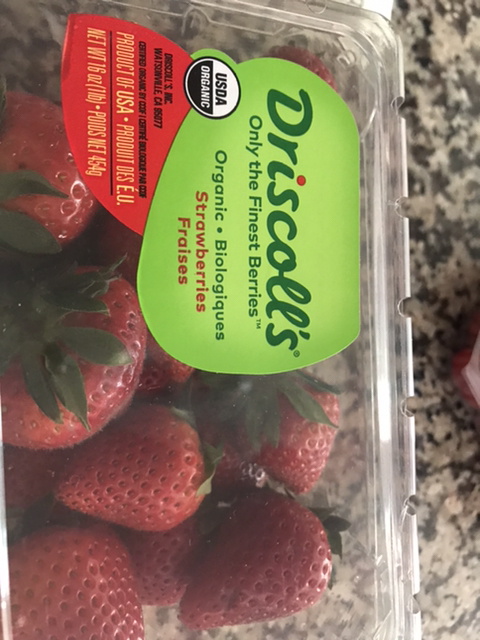 Driscoll's®
Only the Finest Berries™
Organic • Biologiques
Strawberries
Fraises
USDA
ORGANIC
DRISCOLL'S, INC.
WATSONVILLE, CA 95077
PRODUCT OF USA • PRODUIT DES É.U.
NET WT 16 oz (1 lb) • POIDS NET 454g